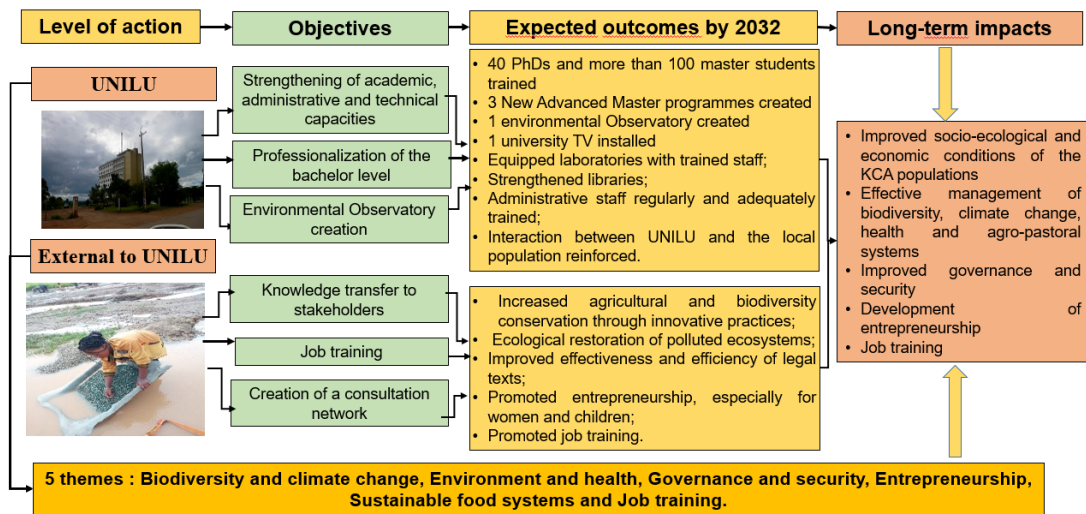 Level of action
Objectives
Expected outcomes by 2032
Long-term impacts
UNILU
Strengthening of academic,
administrative and technical
capacities
Professionalization of the
bachelor level
Environmental Observatory
creation
• 40 PhDs and more than 100 master students
trained
• 3 New Advanced Master programmes created
• 1 environmental Observatory created
• 1 university TV installed
• Equipped laboratories with trained staff;
• Strengthened libraries;
• Administrative staff regularly and adequately
trained;
• Interaction between UNILU and the local
population reinforced.
External to UNILU
Knowledge transfer to
stakeholders
Job training
Creation of a consultation
network
• Increased agricultural and biodiversity
conservation through innovative practices;
• Ecological restoration of polluted ecosystems;
• Improved effectiveness and efficiency of legal
texts;
• Promoted entrepreneurship, especially for
women and children;
• Promoted job training.
• Improved socio-ecological and
economic conditions of the
KCA populations
• Effective management of
biodiversity, climate change,
health and agro-pastoral
systems
• Improved governance and
security
• Development of
entrepreneurship
• Job training
5 themes : Biodiversity and climate change, Environment and health, Governance and security, Entrepreneurship,
Sustainable food systems and Job training.